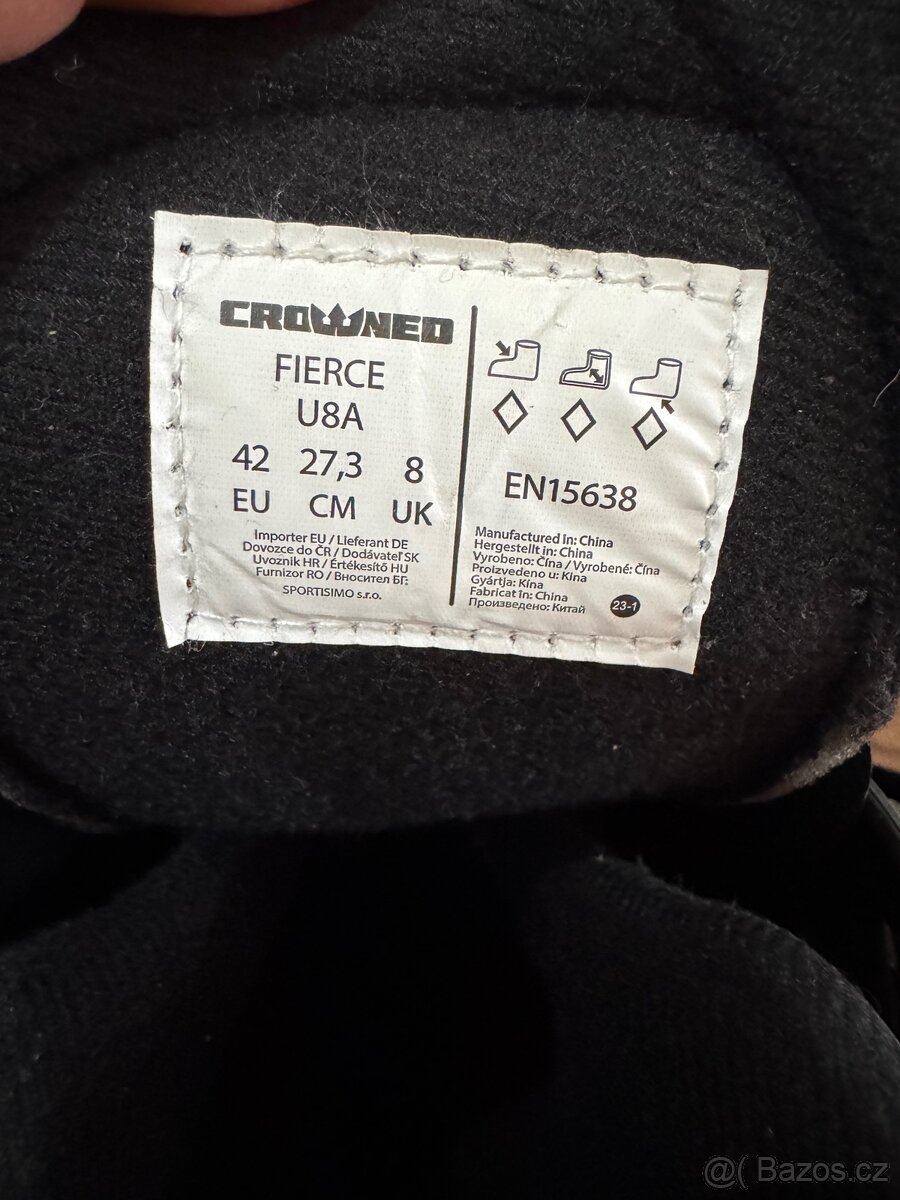 CROWNED
FIERCE
U8A
42 27,3 8
EU CM UK
Importer EU / Lieferant DE
Dovozce do ČR / Dodávateľ SK
Uvoznik HR / Értékesítő HU
Furnizor RO / Вносител БГ:
SPORTISIMO s.r.o.
EN15638
Manufactured in: China
Hergestellt in: China
Vyrobeno: Čína / Vyrobené: Čína
Proizvedeno u: Kina
Gyártja: Kína
Fabricat în: China
Произведено: Китай
23-1
@( Bazos.cz